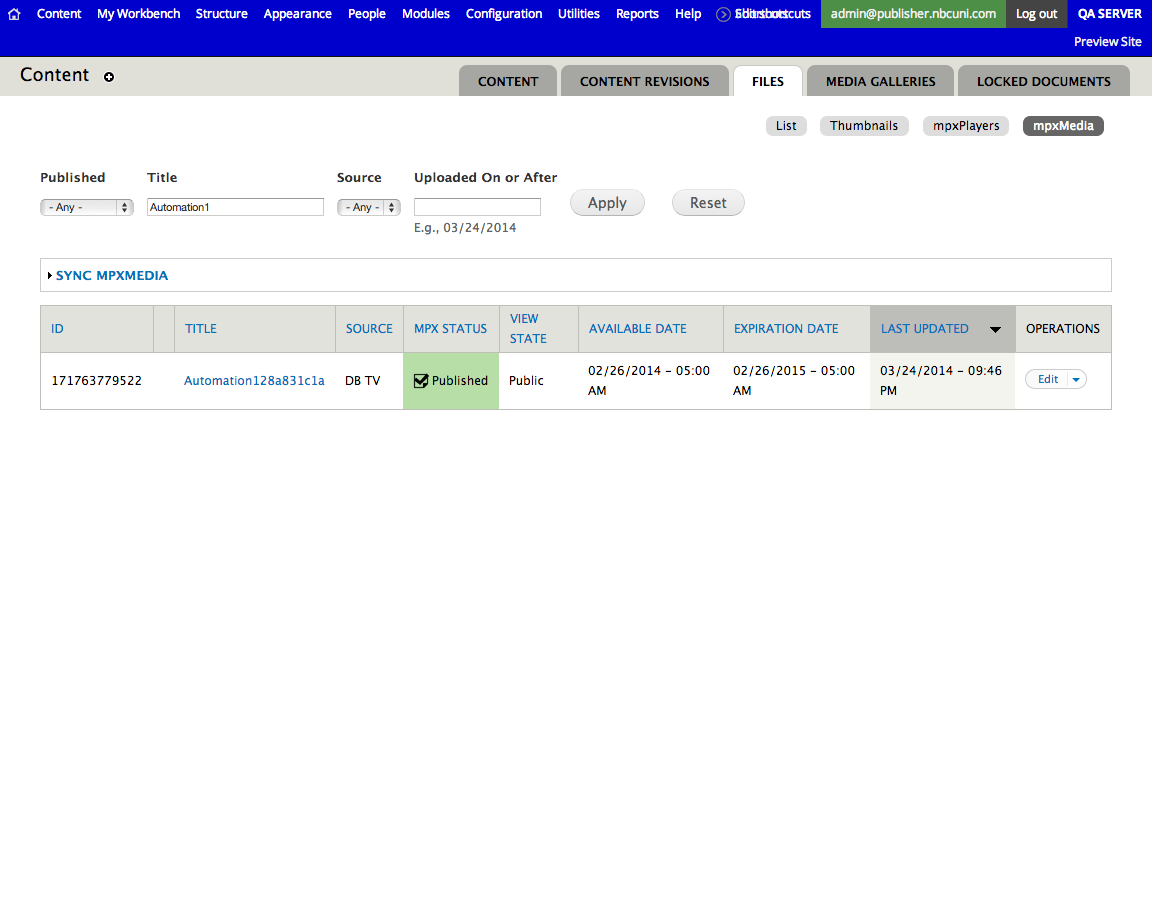 Content My Workbench Structure Appearance People Modules Configuration Utilities Reports Help Edit shortcuts admin@publisher.nbcuni.com Log out QA SERVER
Preview Site
Content
CONTENT CONTENT REVISIONS FILES MEDIA GALLERIES LOCKED DOCUMENTS
List Thumbnails mpxPlayers mpxMedia
Published Title Source Uploaded On or After
- Any - Automation1 - Any - Apply Reset
E.g., 03/24/2014
SYNC MPXMEDIA
ID TITLE SOURCE MPX STATUS VIEW STATE AVAILABLE DATE EXPIRATION DATE LAST UPDATED OPERATIONS
171763779522 Automation128a831c1a DB TV Published Public 02/26/2014 - 05:00 AM 02/26/2015 - 05:00 AM 03/24/2014 - 09:46 PM Edit